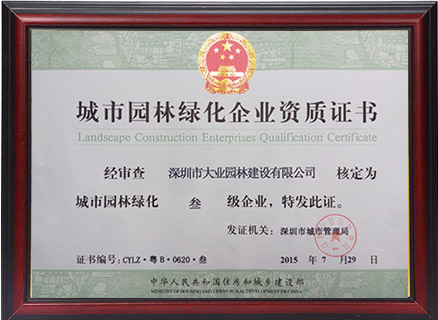 城市园林绿化企业资质证书
Landscape Construction Enterprises Qualification Certificate
经审查 深圳市大业园林建设有限公司 核定为
城市园林绿化 叁 级企业，特发此证。
发证机关： 深圳市城市管理局
证书编号：CYLZ·粤B·0620·叁 2015 年 7 月29 日
中华人民共和国住房和城乡建设部
MINISTRY OF HOUSING AND URBAN-RURAL DEVELOPMENT P.R.CHINA